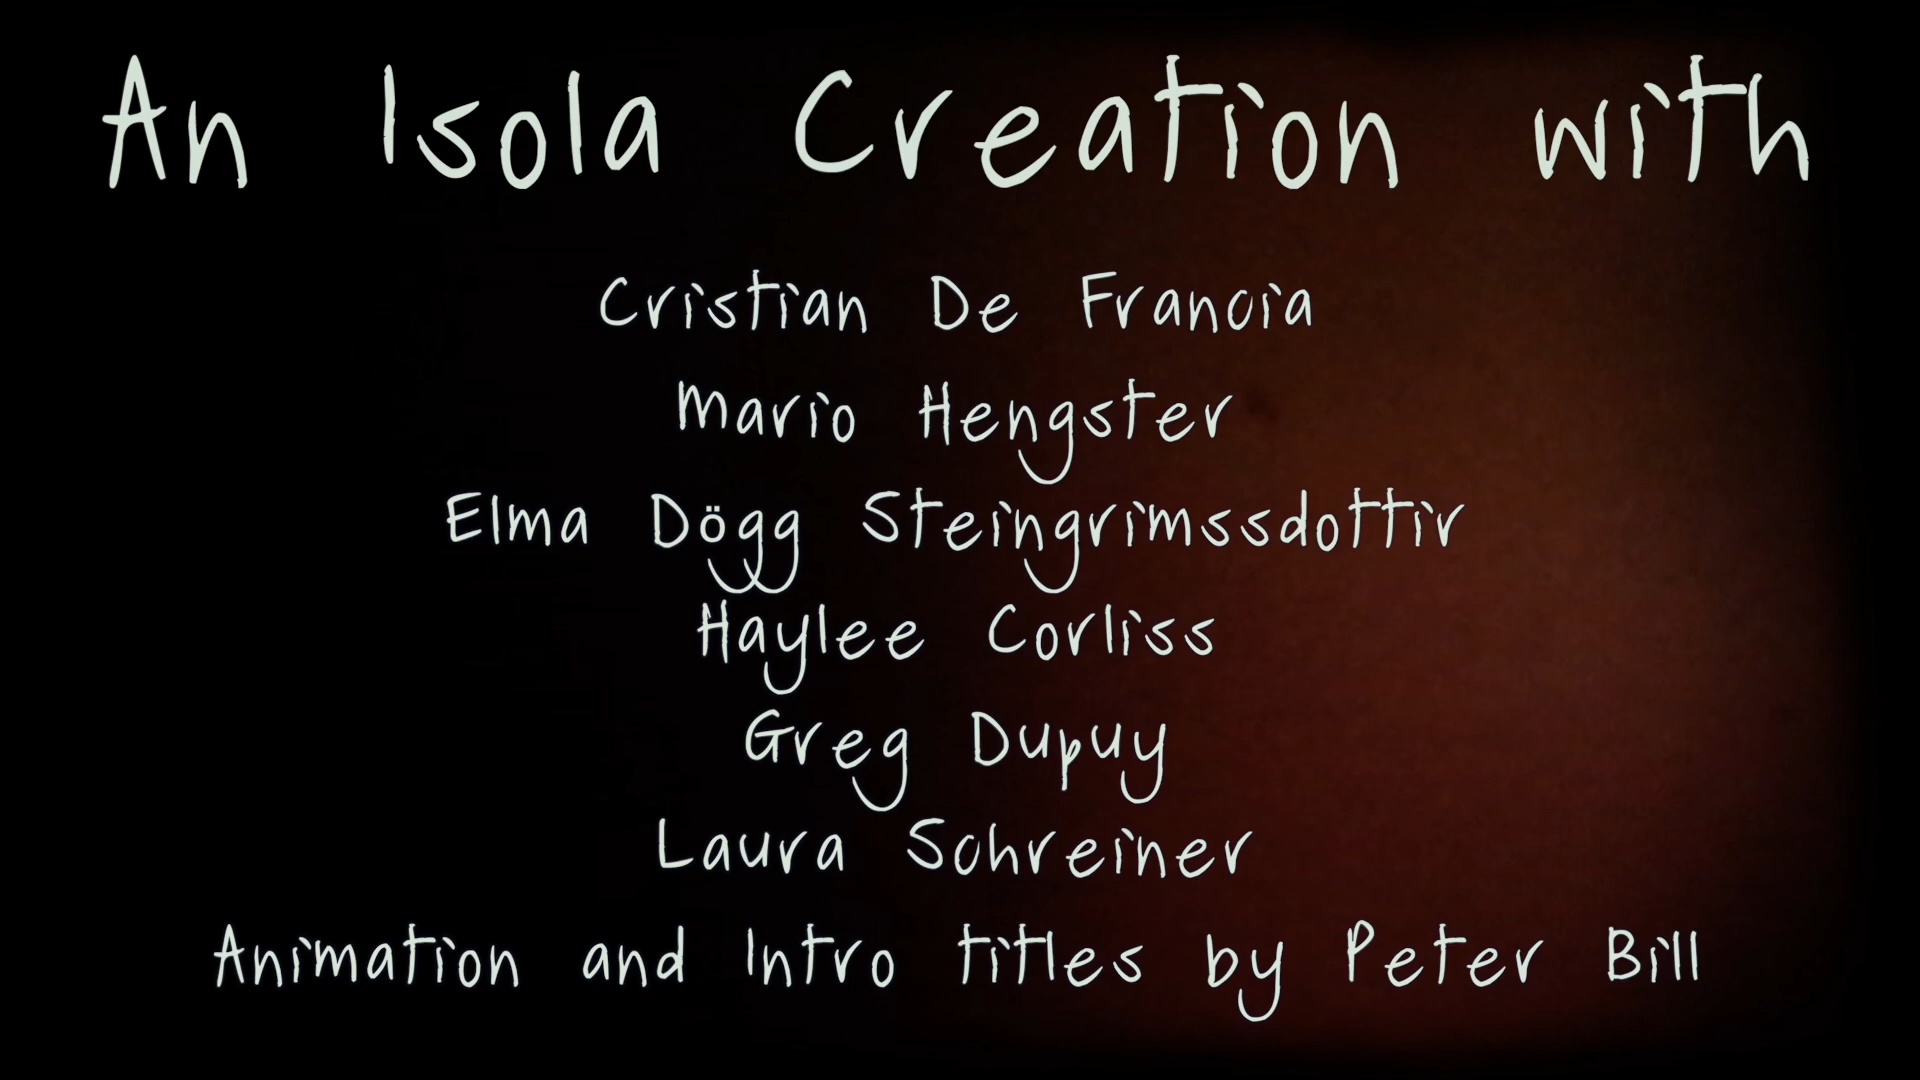 An Isola Creation with
Cristian De Francia
Mario Hengster
Elma Dögg Steingrimssdottir
Haylee Corliss
Greg Dupuy
Laura Schreiner
Animation and Intro titles by Peter Bill